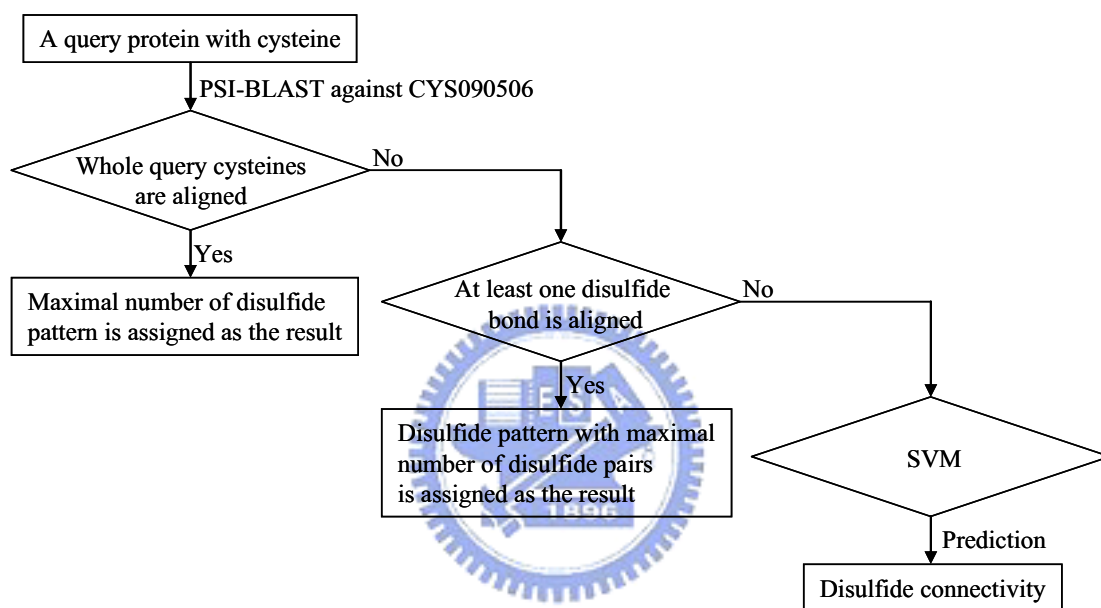 A query protein with cysteine
PSI-BLAST against CYS090506
Whole query cysteines
are aligned
No
Yes
Maximal number of disulfide
pattern is assigned as the result
At least one disulfide
bond is aligned
No
Yes
Disulfide pattern with maximal
number of disulfide pairs
is assigned as the result
SVM
Prediction
Disulfide connectivity
ES
1896